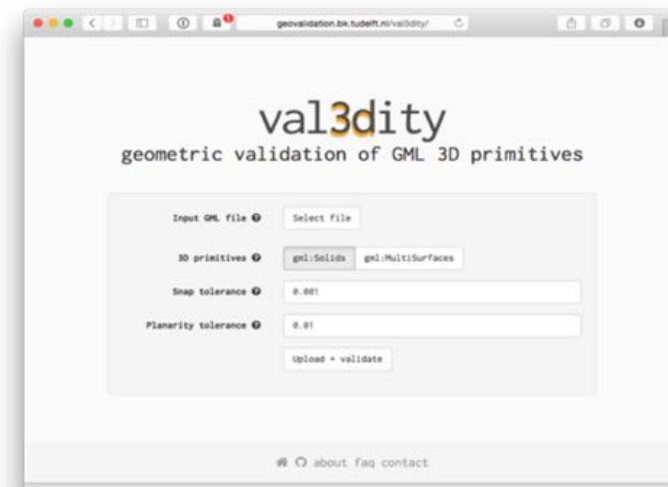 1
geovalidation.bk.tudelft.nl/val3dity/
val3dity
geometric validation of GML 3D primitives
Input GML file
Select file
3D primitives
gml:Solids gml:MultiSurfaces
Snap tolerance
0.001
Planarity tolerance
0.01
Upload + validate
about faq contact